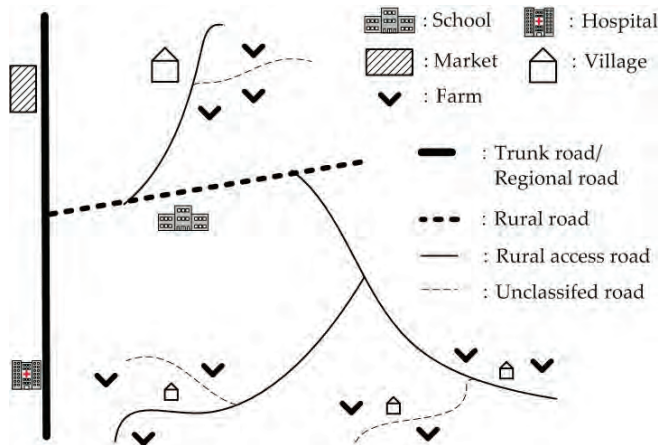 : School : Hospital
: Market : Village
: Farm
: Trunk road/
Regional road
: Rural road
: Rural access road
: Unclassifed road